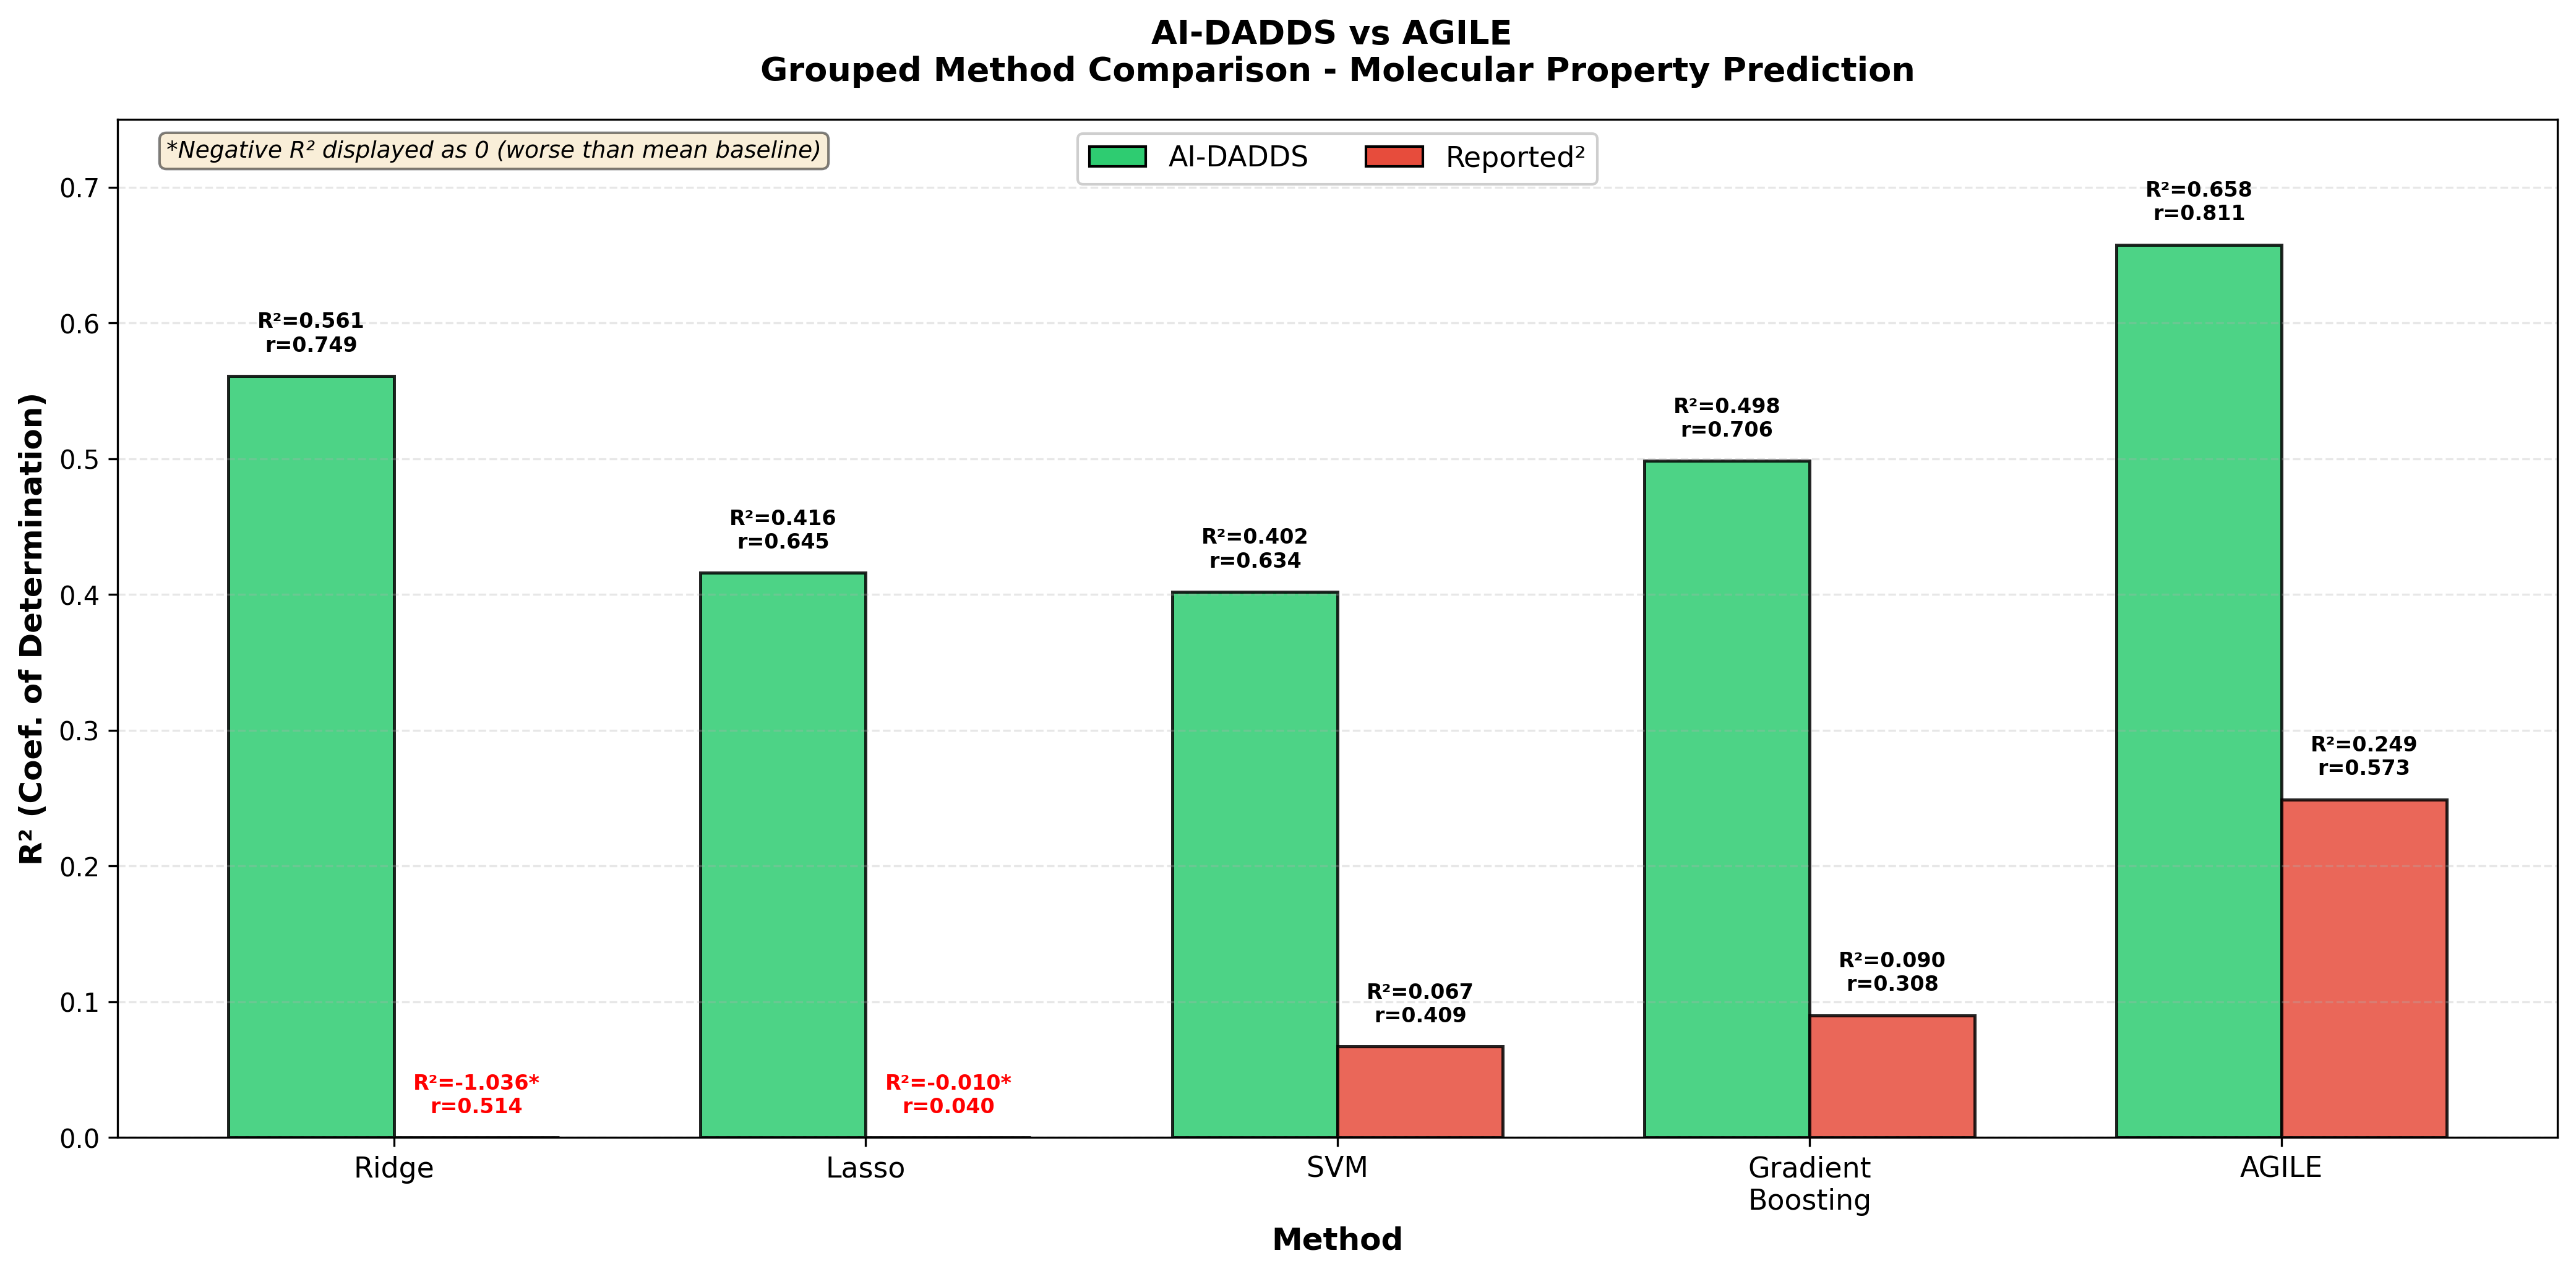 AI-DADDS vs AGILE
Grouped Method Comparison - Molecular Property Prediction
*Negative R² displayed as 0 (worse than mean baseline)
AI-DADDS
Reported²
R² (Coef. of Determination)
0.7
0.6
0.5
0.4
0.3
0.2
0.1
0.0
R²=0.561
r=0.749
R²=-1.036*
r=0.514
R²=0.416
r=0.645
R²=-0.010*
r=0.040
R²=0.402
r=0.634
R²=0.067
r=0.409
R²=0.498
r=0.706
R²=0.090
r=0.308
R²=0.658
r=0.811
R²=0.249
r=0.573
Ridge
Lasso
SVM
Gradient
Boosting
AGILE
Method